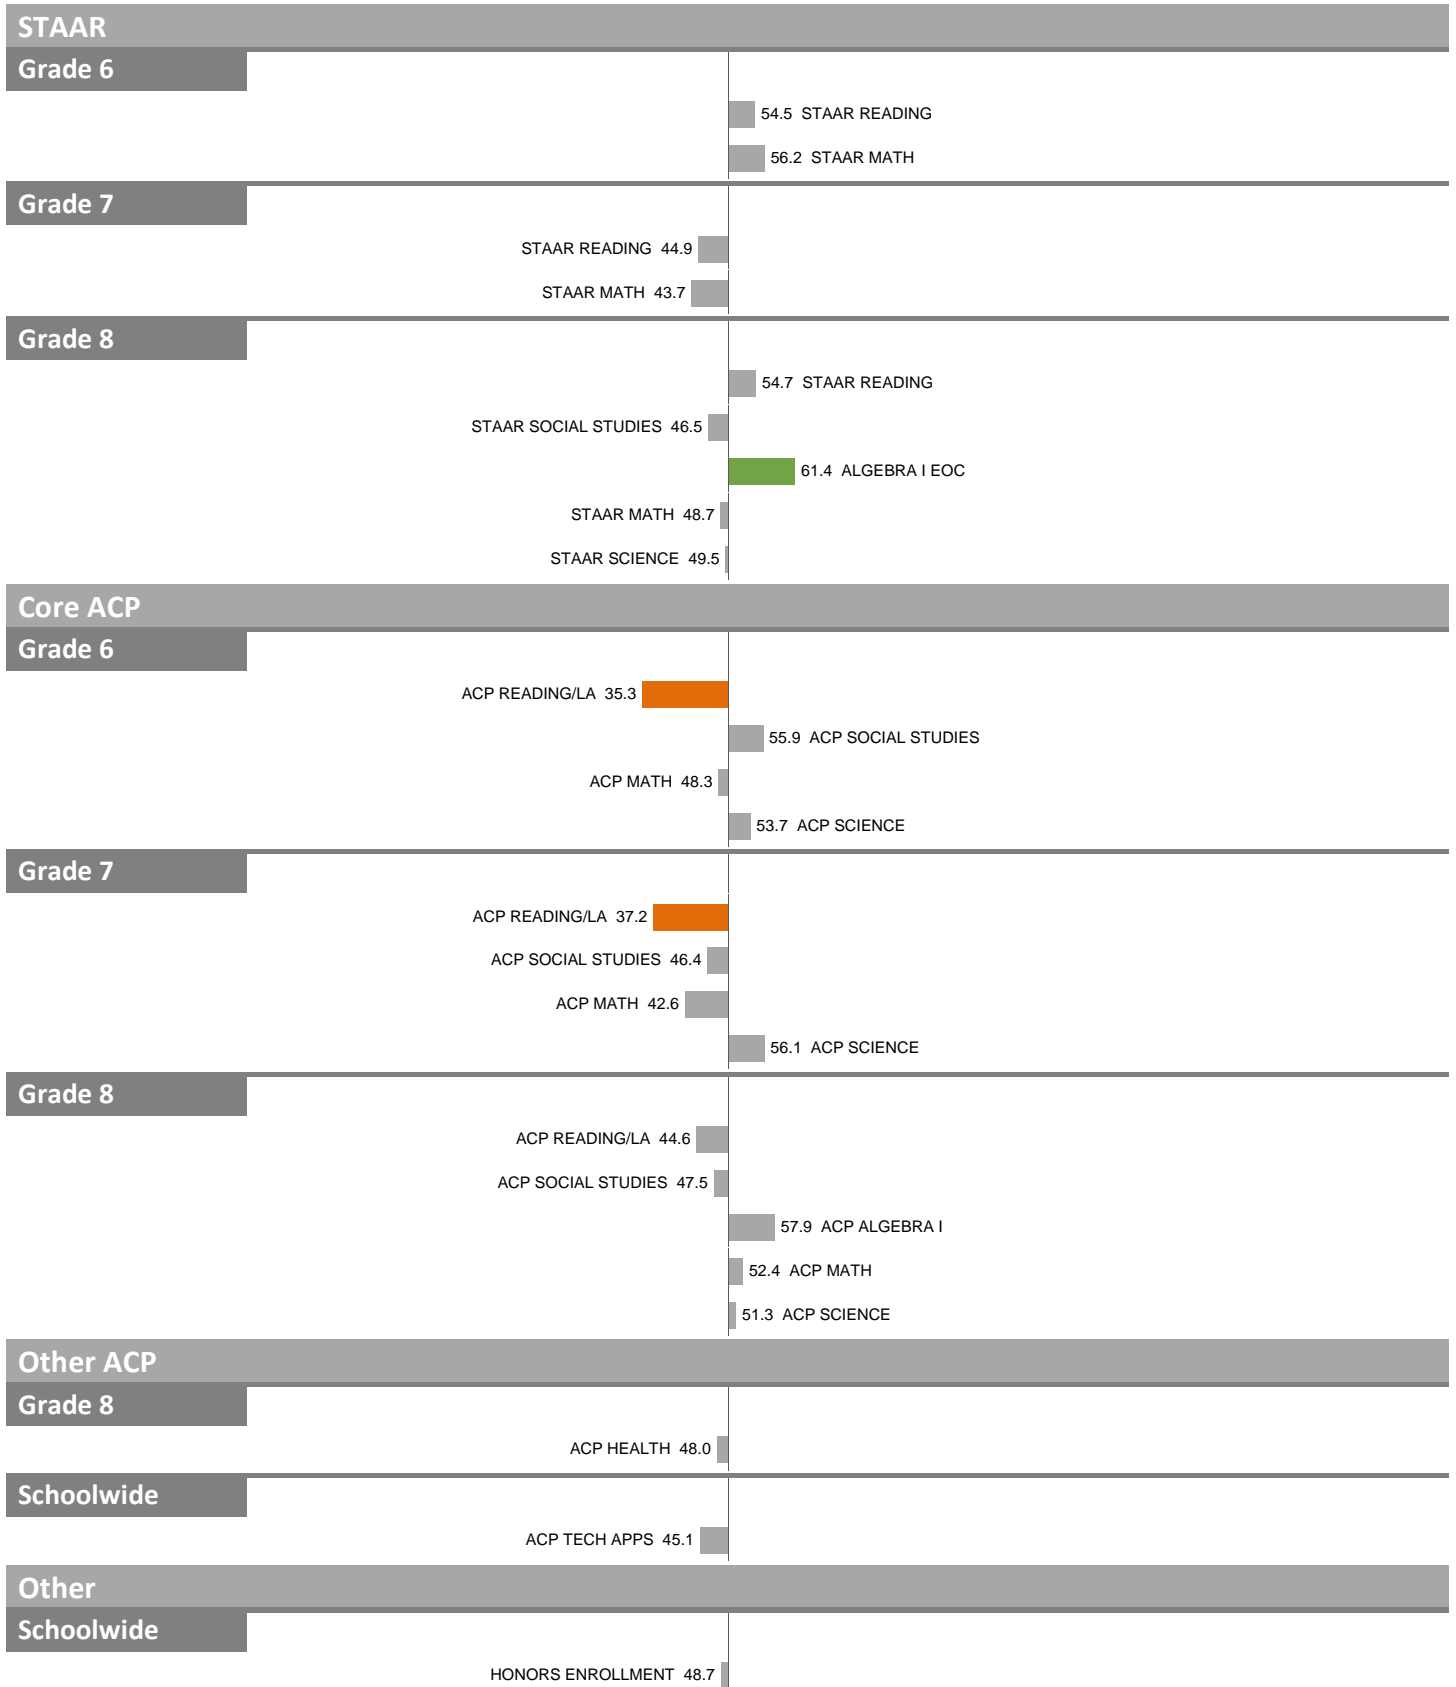 STAAR
Grade 6
54.5 STAAR READING
56.2 STAAR MATH
Grade 7
STAAR READING 44.9
STAAR MATH 43.7
Grade 8
54.7 STAAR READING
STAAR SOCIAL STUDIES 46.5
61.4 ALGEBRA I EOC
STAAR MATH 48.7
STAAR SCIENCE 49.5
Core ACP
Grade 6
ACP READING/LA 35.3
55.9 ACP SOCIAL STUDIES
ACP MATH 48.3
53.7 ACP SCIENCE
Grade 7
ACP READING/LA 37.2
ACP SOCIAL STUDIES 46.4
ACP MATH 42.6
56.1 ACP SCIENCE
Grade 8
ACP READING/LA 44.6
ACP SOCIAL STUDIES 47.5
57.9 ACP ALGEBRA I
52.4 ACP MATH
51.3 ACP SCIENCE
Other ACP
Grade 8
ACP HEALTH 48.0
Schoolwide
ACP TECH APPS 45.1
Other
Schoolwide
HONORS ENROLLMENT 48.7